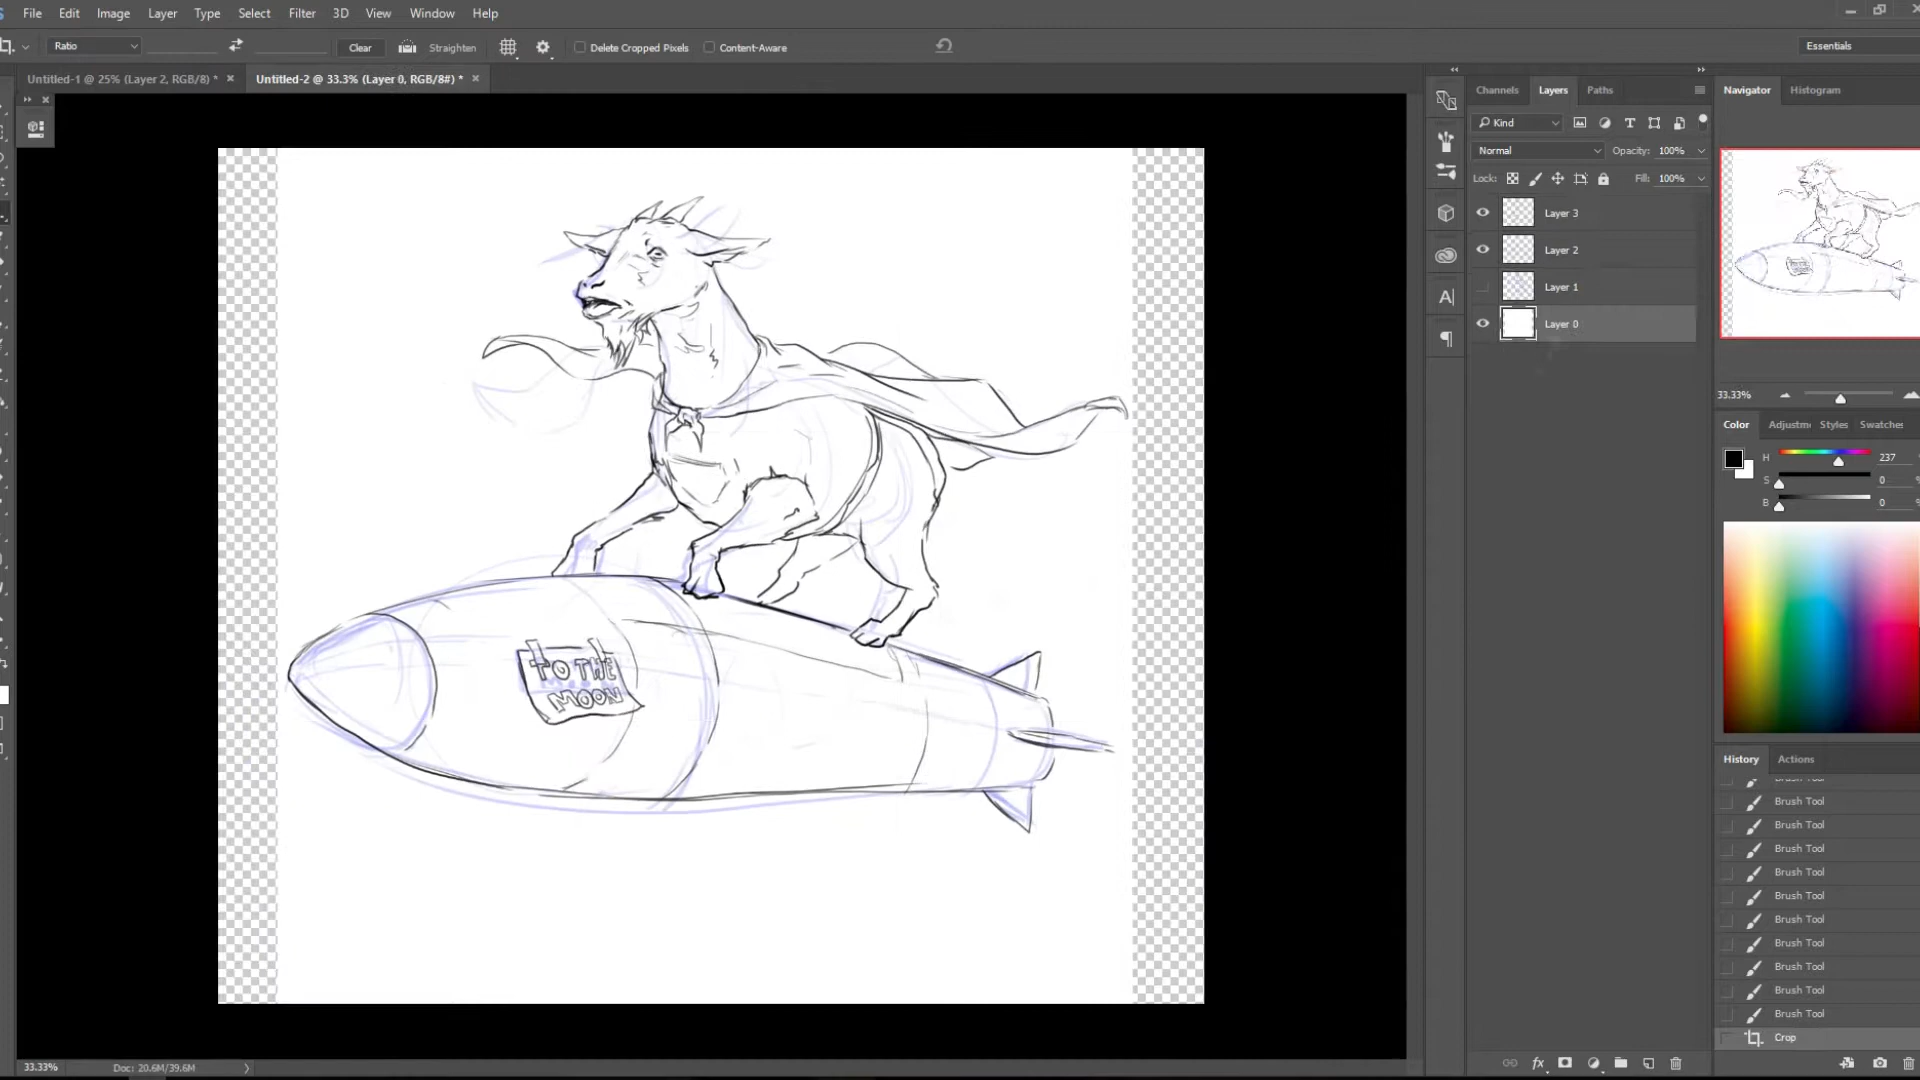 File Edit Image Layer Type Select Filter 3D View Window Help
Ratio Clear Straighten Delete Cropped Pixels Content-Aware Essentials
Untitled-1 @ 25% (Layer 2, RGB/8) * Untitled-2 @ 33.3% (Layer 0, RGB/8#) *
Channels Layers Paths
Kind
Normal Opacity: 100%
Lock: Fill: 100%
Layer 3
Layer 2
Layer 1
Layer 0
Navigator Histogram
33.33%
Color Adjustm Styles Swatches
H 237
S 0
B 0
TO THE
MOON
History Actions
Brush Tool
Brush Tool
Brush Tool
Brush Tool
Brush Tool
Brush Tool
Brush Tool
Brush Tool
Brush Tool
Brush Tool
Crop
33.33% Doc: 20.6M/39.6M